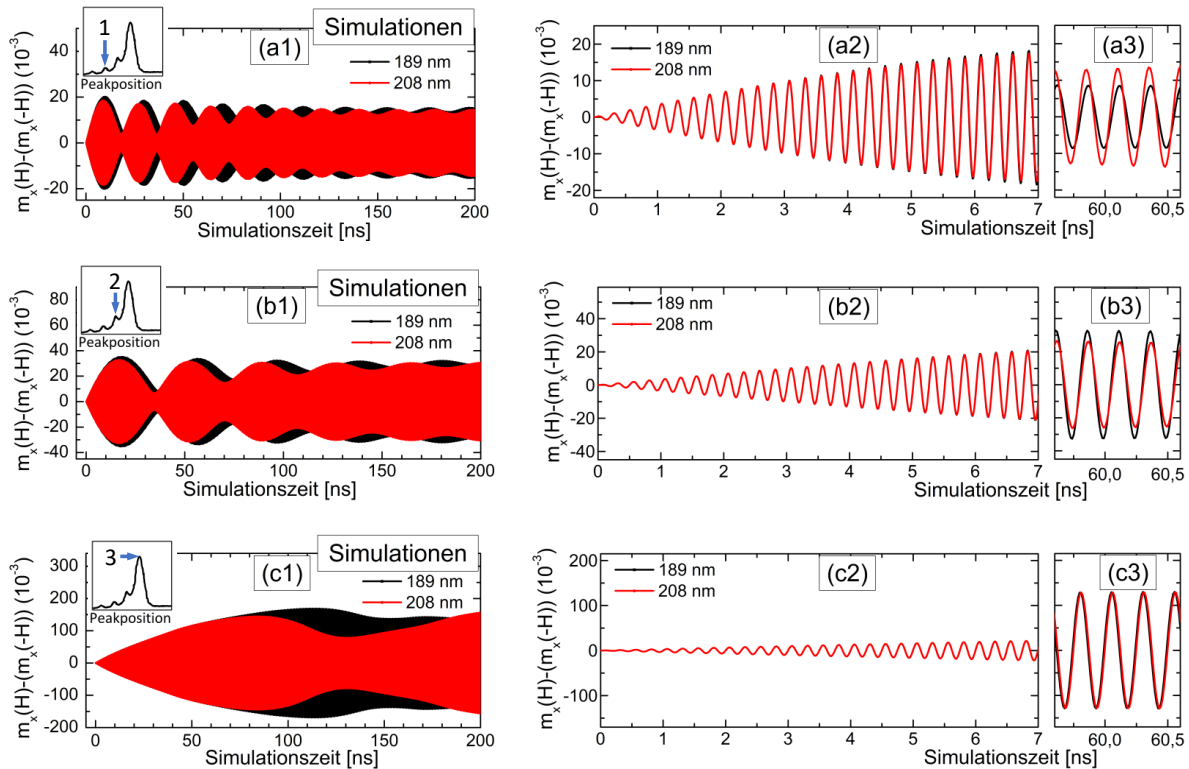 1
Peakposition
(a1)
Simulationen
189 nm
208 nm
m_x(H)-(m_x(-H)) (10^-3)
40
20
0
-20
0 50 100 150 200
Simulationszeit [ns]
(a2)
189 nm
208 nm
m_x(H)-(m_x(-H)) (10^-3)
20
10
0
-10
-20
0 1 2 3 4 5 6 7
Simulationszeit [ns]
(a3)
60,0 60,5
2
Peakposition
(b1)
Simulationen
189 nm
208 nm
m_x(H)-(m_x(-H)) (10^-3)
80
60
40
20
0
-20
-40
0 50 100 150 200
Simulationszeit [ns]
(b2)
189 nm
208 nm
m_x(H)-(m_x(-H)) (10^-3)
40
20
0
-20
-40
0 1 2 3 4 5 6 7
Simulationszeit [ns]
(b3)
60,0 60,5
3
Peakposition
(c1)
Simulationen
189 nm
208 nm
m_x(H)-(m_x(-H)) (10^-3)
300
200
100
0
-100
-200
0 50 100 150 200
Simulationszeit [ns]
(c2)
189 nm
208 nm
m_x(H)-(m_x(-H)) (10^-3)
200
100
0
-100
0 1 2 3 4 5 6 7
Simulationszeit [ns]
(c3)
60,0 60,5